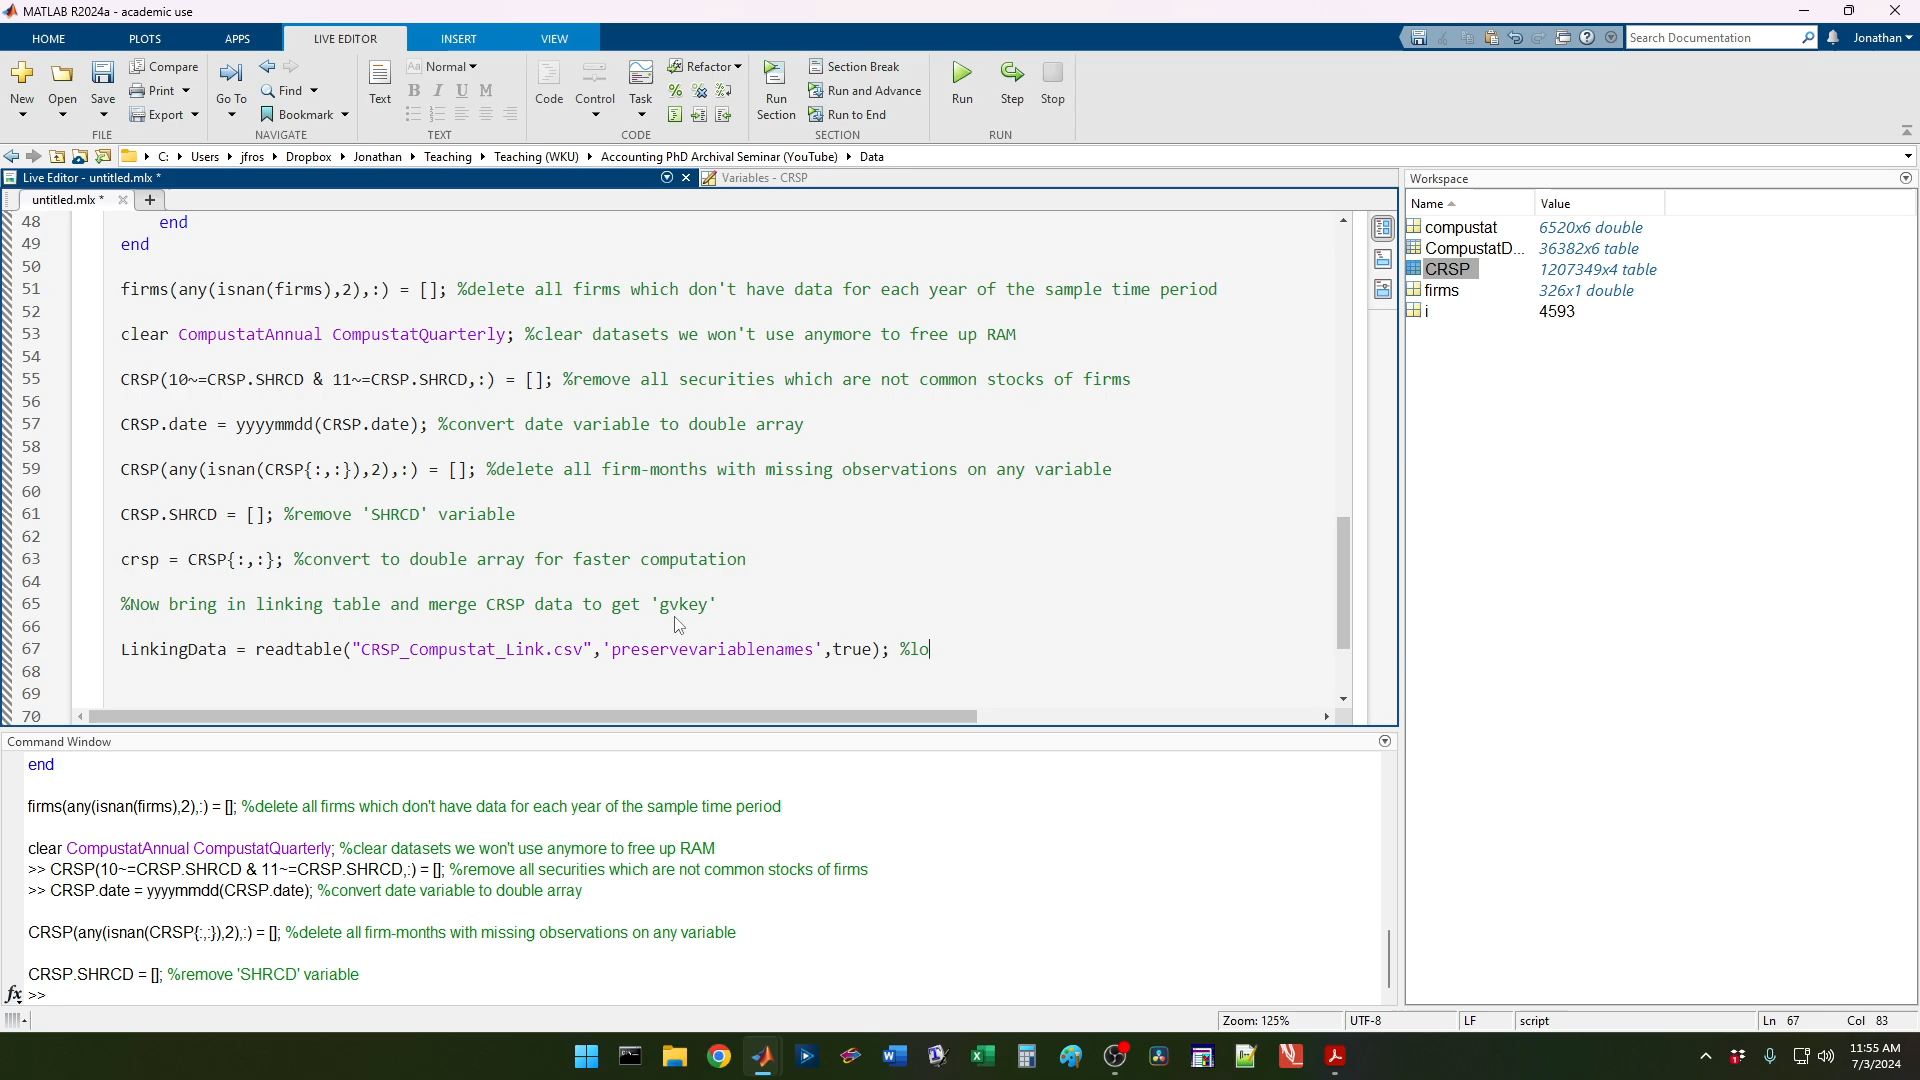 MATLAB R2024a - academic use
HOME PLOTS APPS LIVE EDITOR INSERT VIEW
Search Documentation Jonathan
New Open Save Compare Print Export Go To Find Bookmark Text Normal B I U M Code Control Task Refactor Run Section Section Break Run and Advance Run to End Run Step Stop
FILE NAVIGATE TEXT CODE SECTION RUN
C: Users jfros Dropbox Jonathan Teaching Teaching (WKU) Accounting PhD Archival Seminar (YouTube) Data
Live Editor - untitled.mlx * Variables - CRSP
untitled.mlx * +
48 end
49 end
50
51 firms(any(isnan(firms),2),:) = []; %delete all firms which don't have data for each year of the sample time period
52
53 clear CompustatAnnual CompustatQuarterly; %clear datasets we won't use anymore to free up RAM
54
55 CRSP(10~=CRSP.SHRCD & 11~=CRSP.SHRCD,:) = []; %remove all securities which are not common stocks of firms
56
57 CRSP.date = yyyymmdd(CRSP.date); %convert date variable to double array
58
59 CRSP(any(isnan(CRSP{:,:}),2),:) = []; %delete all firm-months with missing observations on any variable
60
61 CRSP.SHRCD = []; %remove 'SHRCD' variable
62
63 crsp = CRSP{:,:}; %convert to double array for faster computation
64
65 %Now bring in linking table and merge CRSP data to get 'gvkey'
66
67 LinkingData = readtable("CRSP_Compustat_Link.csv",'preservevariablenames',true); %lo
68
69
70
Workspace
Name Value
compustat 6520x6 double
CompustatD... 36382x6 table
CRSP 1207349x4 table
firms 326x1 double
i 4593
Command Window
end
firms(any(isnan(firms),2),:) = []; %delete all firms which don't have data for each year of the sample time period
clear CompustatAnnual CompustatQuarterly; %clear datasets we won't use anymore to free up RAM
>> CRSP(10~=CRSP.SHRCD & 11~=CRSP.SHRCD,:) = []; %remove all securities which are not common stocks of firms
>> CRSP.date = yyyymmdd(CRSP.date); %convert date variable to double array
CRSP(any(isnan(CRSP{:,:}),2),:) = []; %delete all firm-months with missing observations on any variable
CRSP.SHRCD = []; %remove 'SHRCD' variable
fx >>
Zoom: 125% UTF-8 LF script Ln 67 Col 83
11:55 AM
7/3/2024